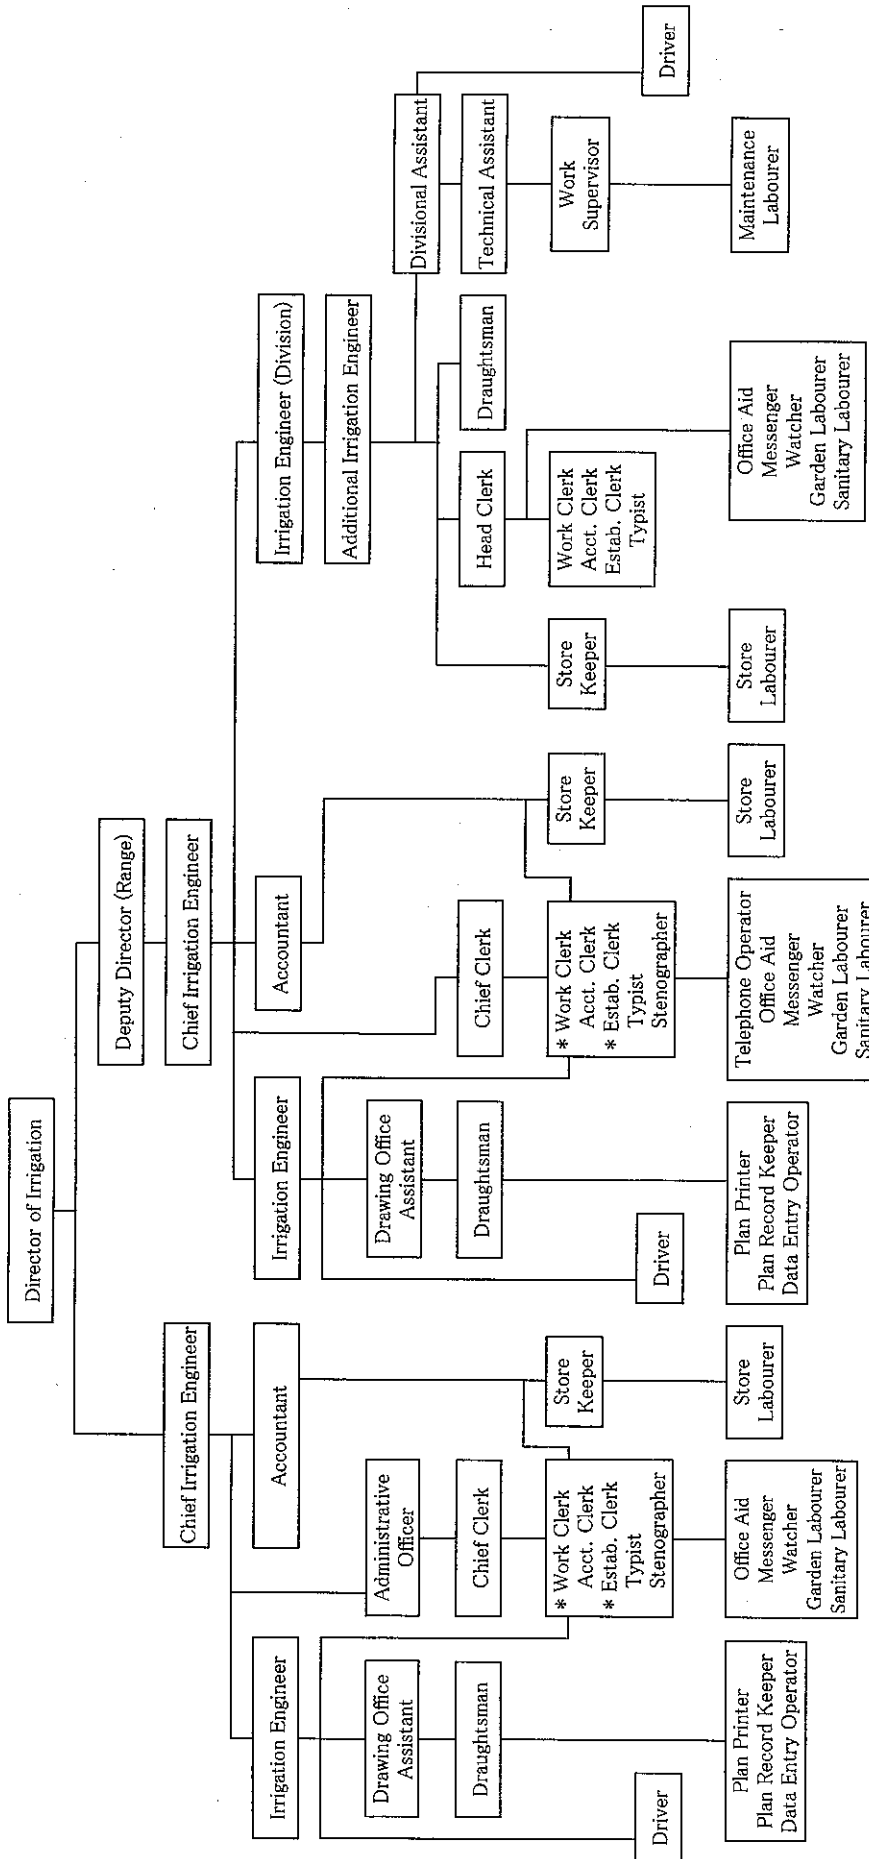 Director of Irrigation
Chief Irrigation Engineer
Deputy Director (Range)
Chief Irrigation Engineer
Irrigation Engineer
Accountant
Irrigation Engineer
Accountant
Irrigation Engineer (Division)
Additional Irrigation Engineer
Drawing Office
Assistant
Administrative
Officer
Drawing Office
Assistant
Divisional Assistant
Draughtsman
Chief Clerk
Draughtsman
Chief Clerk
Head Clerk
Draughtsman
Technical Assistant
* Work Clerk
Acct. Clerk
* Estab. Clerk
Typist
Stenographer
Store
Keeper
* Work Clerk
Acct. Clerk
* Estab. Clerk
Typist
Stenographer
Store
Keeper
Store
Keeper
Work Clerk
Acct. Clerk
Estab. Clerk
Typist
Work
Supervisor
Driver
Driver
Driver
Plan Printer
Plan Record Keeper
Data Entry Operator
Office Aid
Messenger
Watcher
Garden Labourer
Sanitary Labourer
Store
Labourer
Plan Printer
Plan Record Keeper
Data Entry Operator
Telephone Operator
Office Aid
Messenger
Watcher
Garden Labourer
Sanitary Labourer
Store
Labourer
Store
Labourer
Office Aid
Messenger
Watcher
Garden Labourer
Sanitary Labourer
Maintenance
Labourer